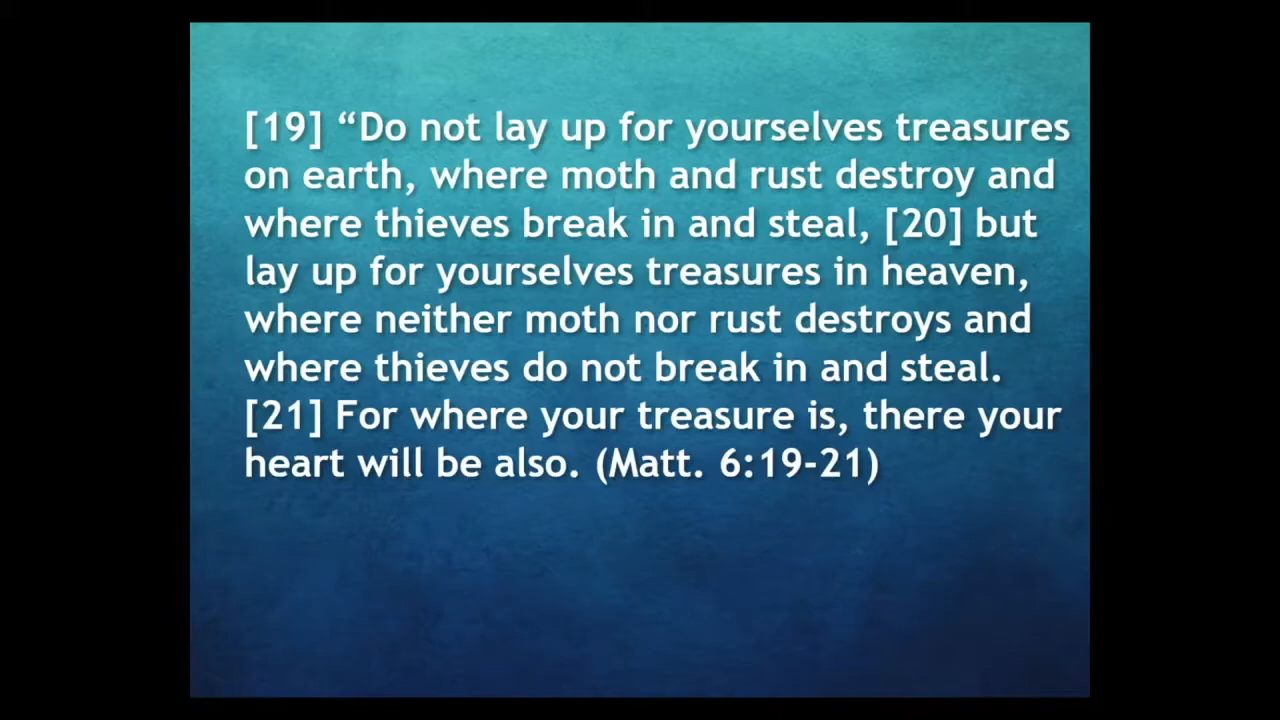 [19] “Do not lay up for yourselves treasures
on earth, where moth and rust destroy and
where thieves break in and steal, [20] but
lay up for yourselves treasures in heaven,
where neither moth nor rust destroys and
where thieves do not break in and steal.
[21] For where your treasure is, there your
heart will be also. (Matt. 6:19-21)